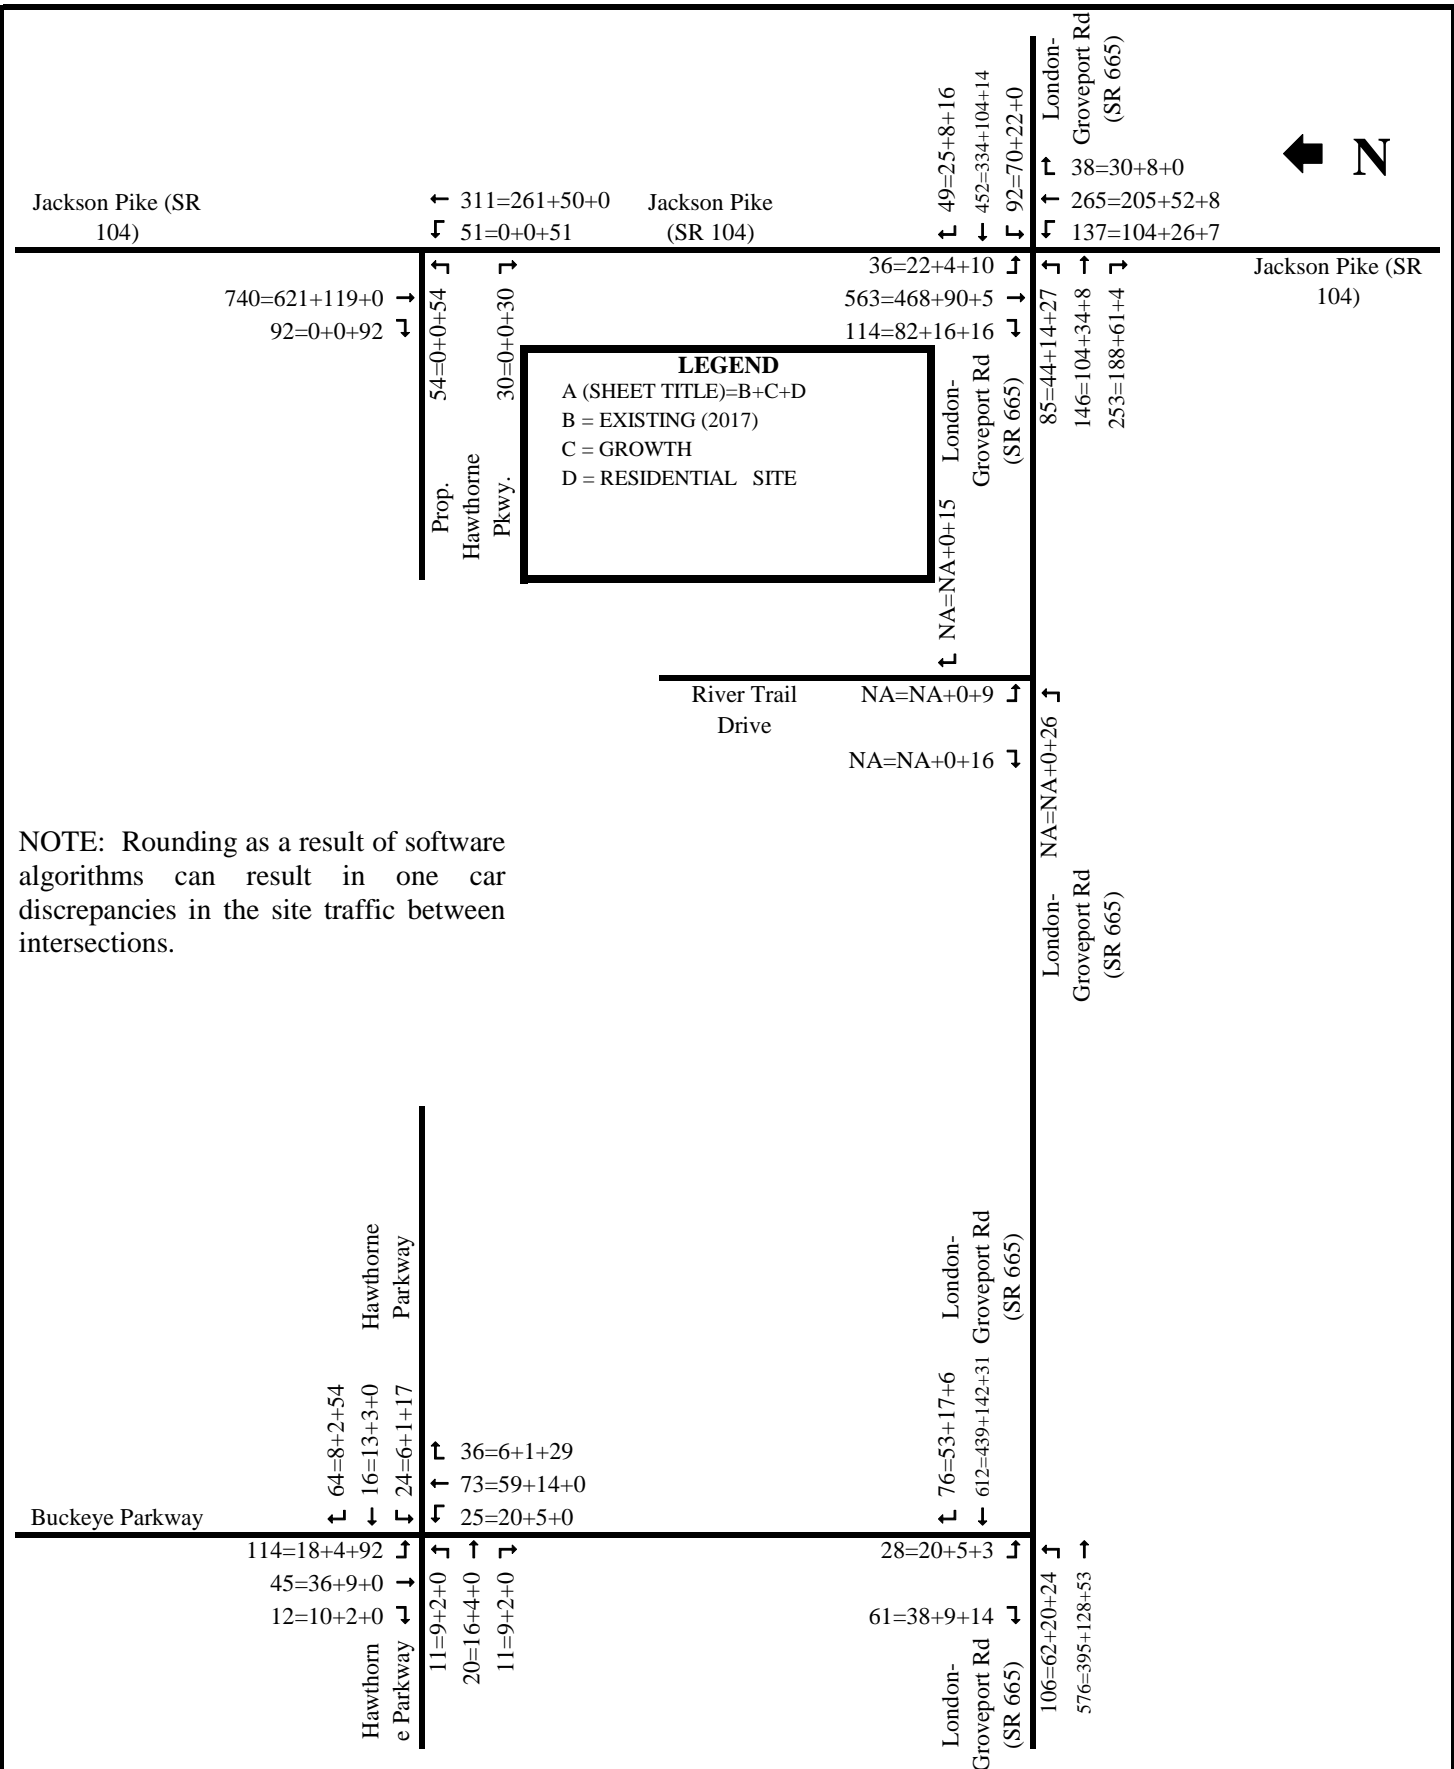 London-
Groveport Rd
(SR 665)
49=25+8+16
452=334+104+14
92=70+22+0
N
38=30+8+0
265=205+52+8
137=104+26+7
Jackson Pike (SR
104)
311=261+50+0
51=0+0+51
Jackson Pike
(SR 104)
740=621+119+0
92=0+0+92
54=0+0+54
30=0+0+30
36=22+4+10
563=468+90+5
114=82+16+16
85=44+14+27
146=104+34+8
253=188+61+4
Jackson Pike (SR
104)
LEGEND
A (SHEET TITLE)=B+C+D
B = EXISTING (2017)
C = GROWTH
D = RESIDENTIAL SITE
London-
Groveport Rd
(SR 665)
Prop.
Hawthorne
Pkwy.
NA=NA+0+15
River Trail
Drive
NA=NA+0+9
NA=NA+0+16
NA=NA+0+26
NOTE: Rounding as a result of software
algorithms can result in one car
discrepancies in the site traffic between
intersections.
London-
Groveport Rd
(SR 665)
Hawthorne
Parkway
London-
Groveport Rd
(SR 665)
64=8+2+54
16=13+3+0
24=6+1+17
36=6+1+29
73=59+14+0
25=20+5+0
76=53+17+6
612=439+142+31
Buckeye Parkway
114=18+4+92
45=36+9+0
12=10+2+0
11=9+2+0
20=16+4+0
11=9+2+0
28=20+5+3
61=38+9+14
106=62+20+24
576=395+128+53
Hawthorn
e Parkway
London-
Groveport Rd
(SR 665)